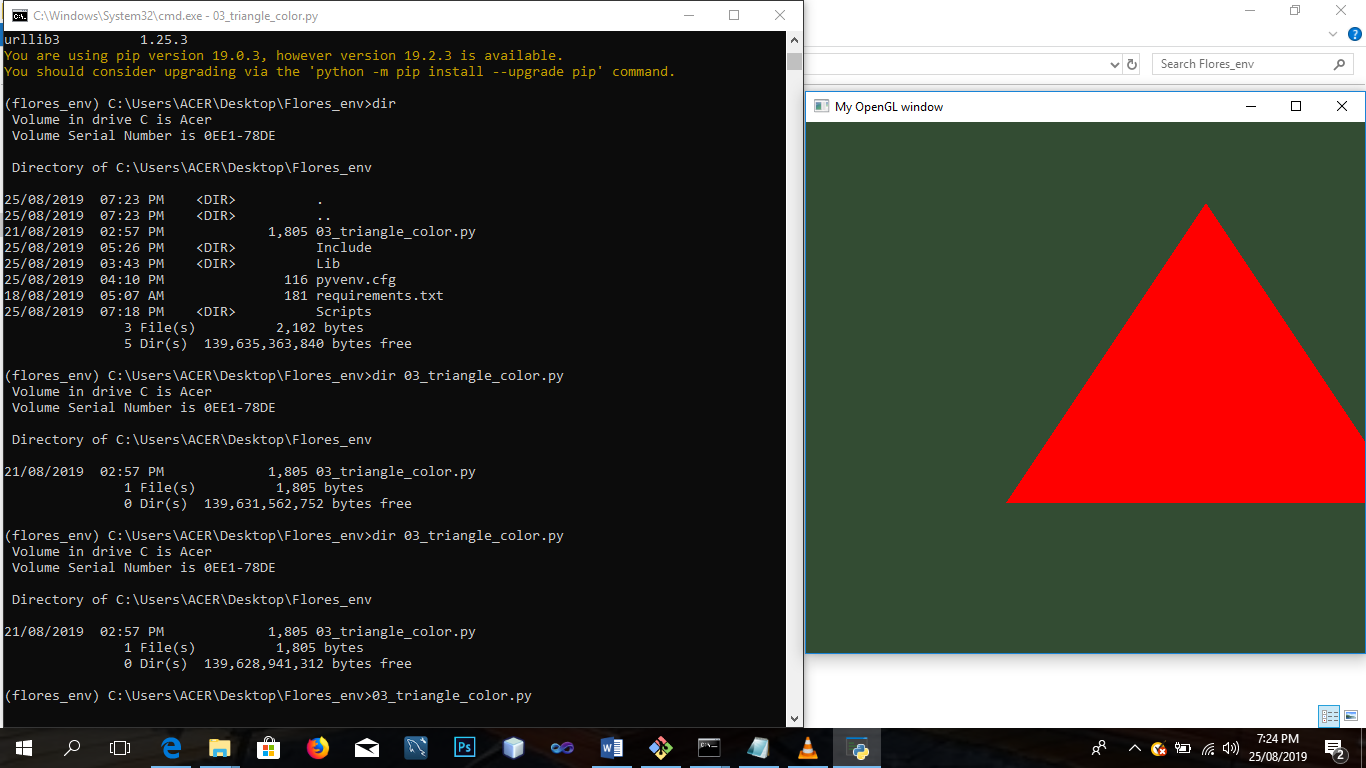 C:\Windows\System32\cmd.exe - 03_triangle_color.py
urllib3          1.25.3
You are using pip version 19.0.3, however version 19.2.3 is available.
You should consider upgrading via the 'python -m pip install --upgrade pip' command.
(flores_env) C:\Users\ACER\Desktop\Flores_env>dir
 Volume in drive C is Acer
 Volume Serial Number is 0EE1-78DE
 Directory of C:\Users\ACER\Desktop\Flores_env
25/08/2019  07:23 PM    <DIR>          .
25/08/2019  07:23 PM    <DIR>          ..
21/08/2019  02:57 PM             1,805 03_triangle_color.py
25/08/2019  05:26 PM    <DIR>          Include
25/08/2019  03:43 PM    <DIR>          Lib
25/08/2019  04:10 PM               116 pyvenv.cfg
18/08/2019  05:07 AM               181 requirements.txt
25/08/2019  07:18 PM    <DIR>          Scripts
               3 File(s)          2,102 bytes
               5 Dir(s)  139,635,363,840 bytes free
(flores_env) C:\Users\ACER\Desktop\Flores_env>dir 03_triangle_color.py
 Volume in drive C is Acer
 Volume Serial Number is 0EE1-78DE
 Directory of C:\Users\ACER\Desktop\Flores_env
21/08/2019  02:57 PM             1,805 03_triangle_color.py
               1 File(s)          1,805 bytes
               0 Dir(s)  139,631,562,752 bytes free
(flores_env) C:\Users\ACER\Desktop\Flores_env>dir 03_triangle_color.py
 Volume in drive C is Acer
 Volume Serial Number is 0EE1-78DE
 Directory of C:\Users\ACER\Desktop\Flores_env
21/08/2019  02:57 PM             1,805 03_triangle_color.py
               1 File(s)          1,805 bytes
               0 Dir(s)  139,628,941,312 bytes free
(flores_env) C:\Users\ACER\Desktop\Flores_env>03_triangle_color.py
Search Flores_env
My OpenGL window
Ps
7:24 PM
25/08/2019
2